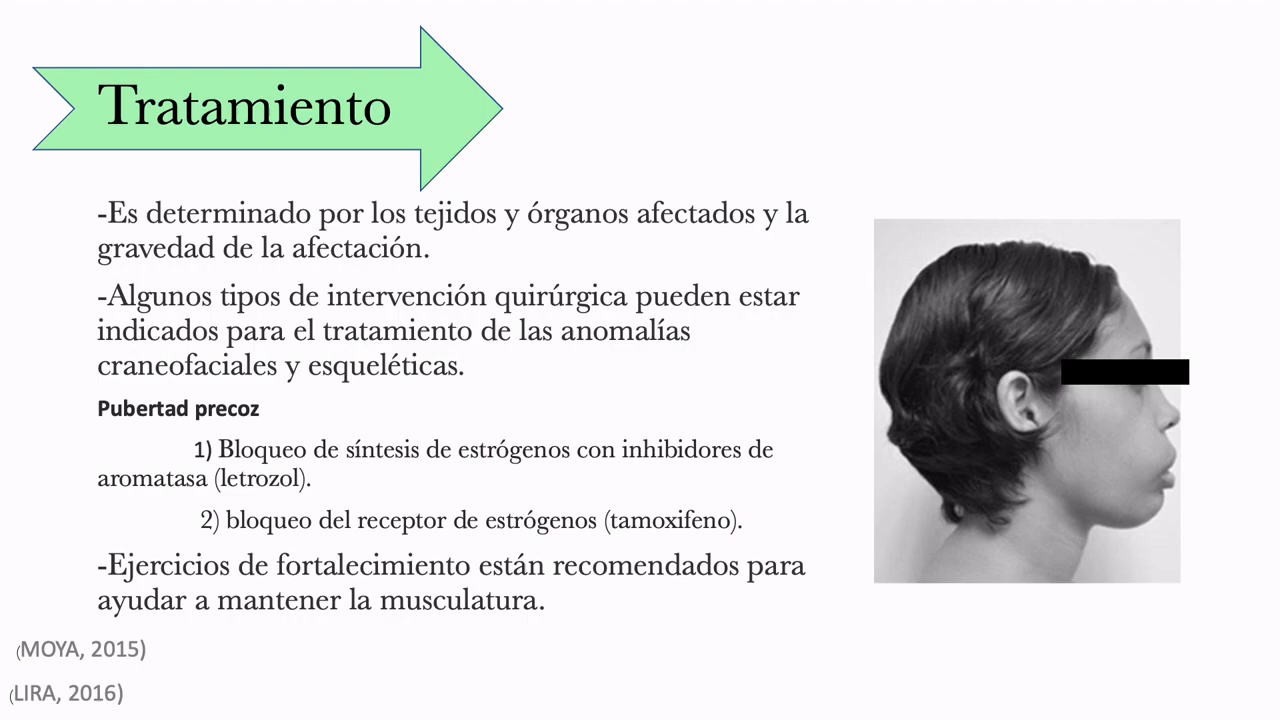 Tratamiento
-Es determinado por los tejidos y órganos afectados y la
gravedad de la afectación.
-Algunos tipos de intervención quirúrgica pueden estar
indicados para el tratamiento de las anomalías
craneofaciales y esqueléticas.
Pubertad precoz
1) Bloqueo de síntesis de estrógenos con inhibidores de
aromatasa (letrozol).
2) bloqueo del receptor de estrógenos (tamoxifeno).
-Ejercicios de fortalecimiento están recomendados para
ayudar a mantener la musculatura.
(MOYA, 2015)
(LIRA, 2016)